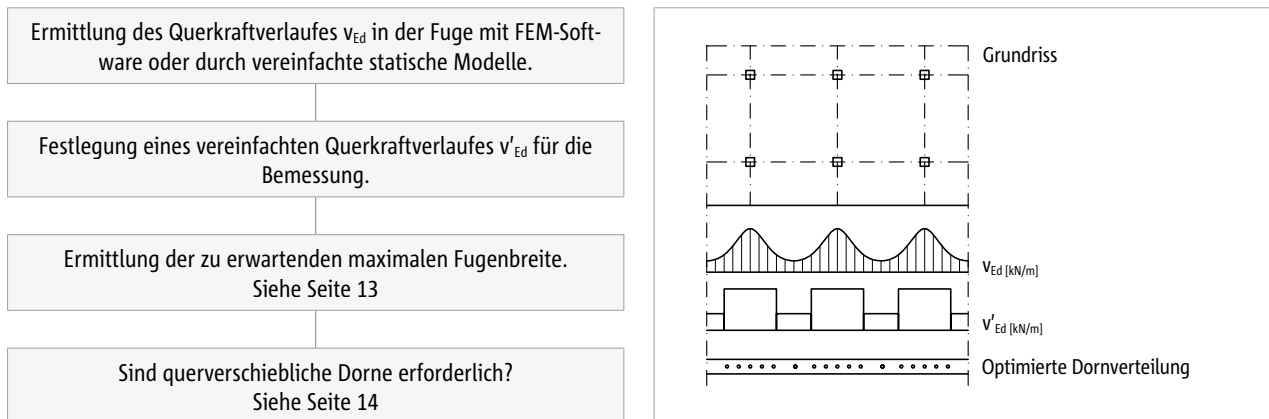 Ermittlung des Querkraftverlaufes vEd in der Fuge mit FEM-Soft-
ware oder durch vereinfachte statische Modelle.
Festlegung eines vereinfachten Querkraftverlaufes v'Ed für die
Bemessung.
Ermittlung der zu erwartenden maximalen Fugenbreite.
Siehe Seite 13
Sind querverschiebliche Dorne erforderlich?
Siehe Seite 14
Grundriss
vEd [kN/m]
v'Ed [kN/m]
Optimierte Dornverteilung